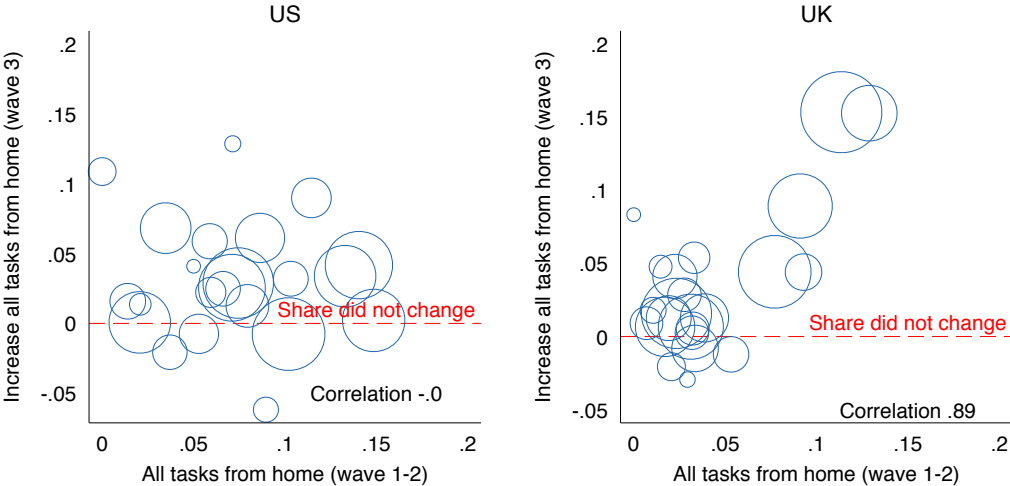 US
Increase all tasks from home (wave 3)
.2
.15
.1
.05
0
-.05
Share did not change
Correlation -.0
0
.05
.1
.15
.2
All tasks from home (wave 1-2)
UK
Increase all tasks from home (wave 3)
.2
.15
.1
.05
0
-.05
Share did not change
Correlation .89
0
.05
.1
.15
.2
All tasks from home (wave 1-2)